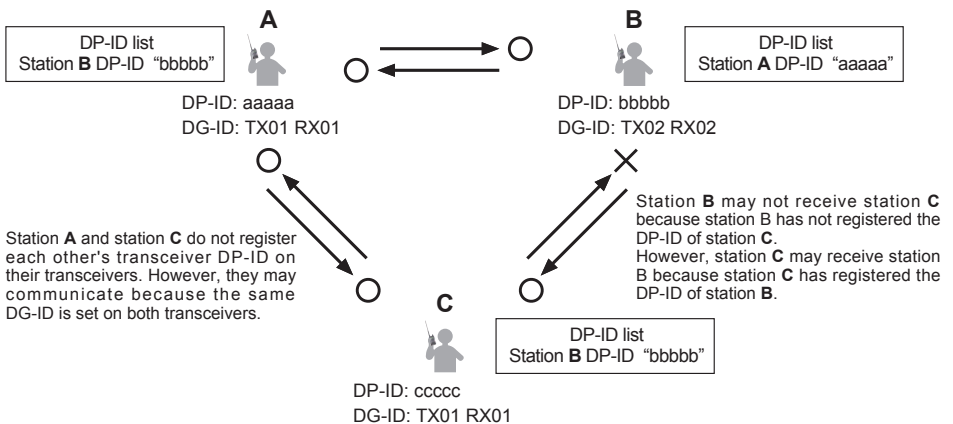 A
B
DP-ID list
Station B DP-ID “bbbbb”
DP-ID list
Station A DP-ID “aaaaa”
DP-ID: aaaaa
DG-ID: TX01 RX01
DP-ID: bbbbb
DG-ID: TX02 RX02
Station A and station C do not register
each other's transceiver DP-ID on
their transceivers. However, they may
communicate because the same
DG-ID is set on both transceivers.
Station B may not receive station C
because station B has not registered the
DP-ID of station C.
However, station C may receive station
B because station C has registered the
DP-ID of station B.
C
DP-ID list
Station B DP-ID “bbbbb”
DP-ID: ccccc
DG-ID: TX01 RX01